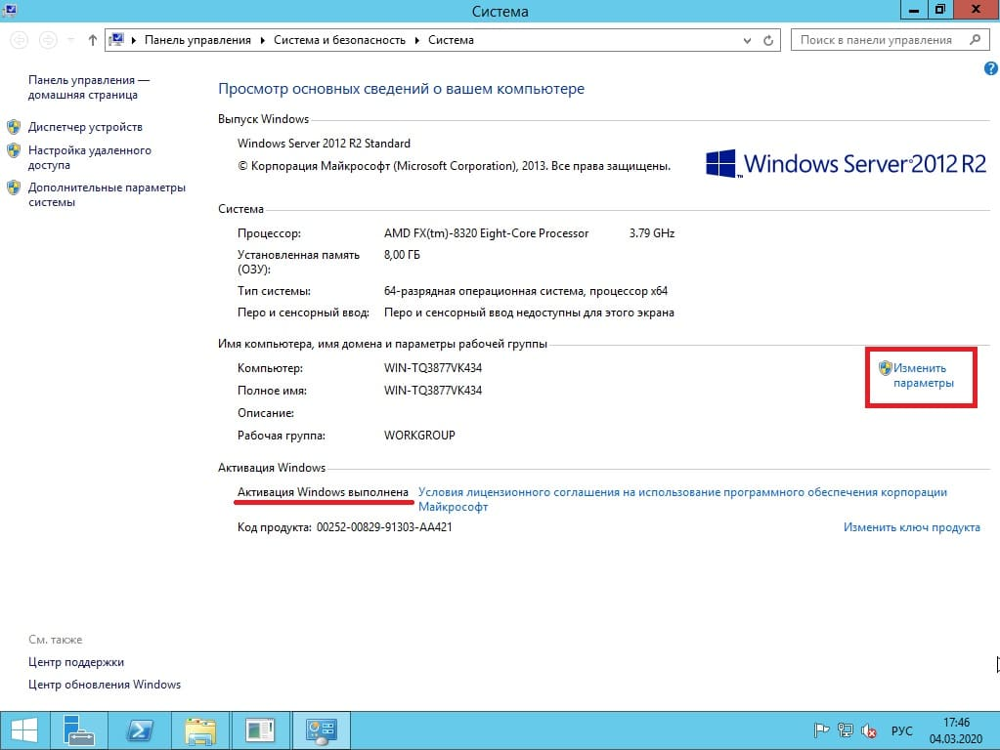 Система
Панель управления ▸ Система и безопасность ▸ Система
Поиск в панели управления
Панель управления —
домашняя страница
Диспетчер устройств
Настройка удаленного
доступа
Дополнительные параметры
системы
Просмотр основных сведений о вашем компьютере
Выпуск Windows
Windows Server 2012 R2 Standard
© Корпорация Майкрософт (Microsoft Corporation), 2013. Все права защищены.
Windows Server 2012 R2
Система
Процессор: AMD FX(tm)-8320 Eight-Core Processor 3.79 GHz
Установленная память
(ОЗУ):
8,00 ГБ
Тип системы: 64-разрядная операционная система, процессор x64
Перо и сенсорный ввод: Перо и сенсорный ввод недоступны для этого экрана
Имя компьютера, имя домена и параметры рабочей группы
Компьютер: WIN-TQ3877VK434
Полное имя: WIN-TQ3877VK434
Описание:
Рабочая группа: WORKGROUP
Изменить
параметры
Активация Windows
Активация Windows выполнена Условия лицензионного соглашения на использование программного обеспечения корпорации
Майкрософт
Код продукта: 00252-00829-91303-AA421 Изменить ключ продукта
См. также
Центр поддержки
Центр обновления Windows
РУС
17:46
04.03.2020